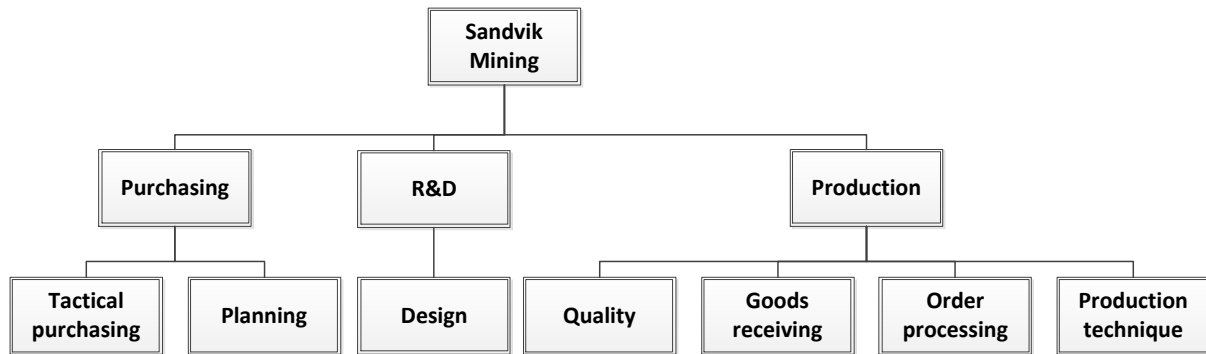 Sandvik
Mining
Purchasing
R&D
Production
Tactical
purchasing
Planning
Design
Quality
Goods
receiving
Order
processing
Production
technique